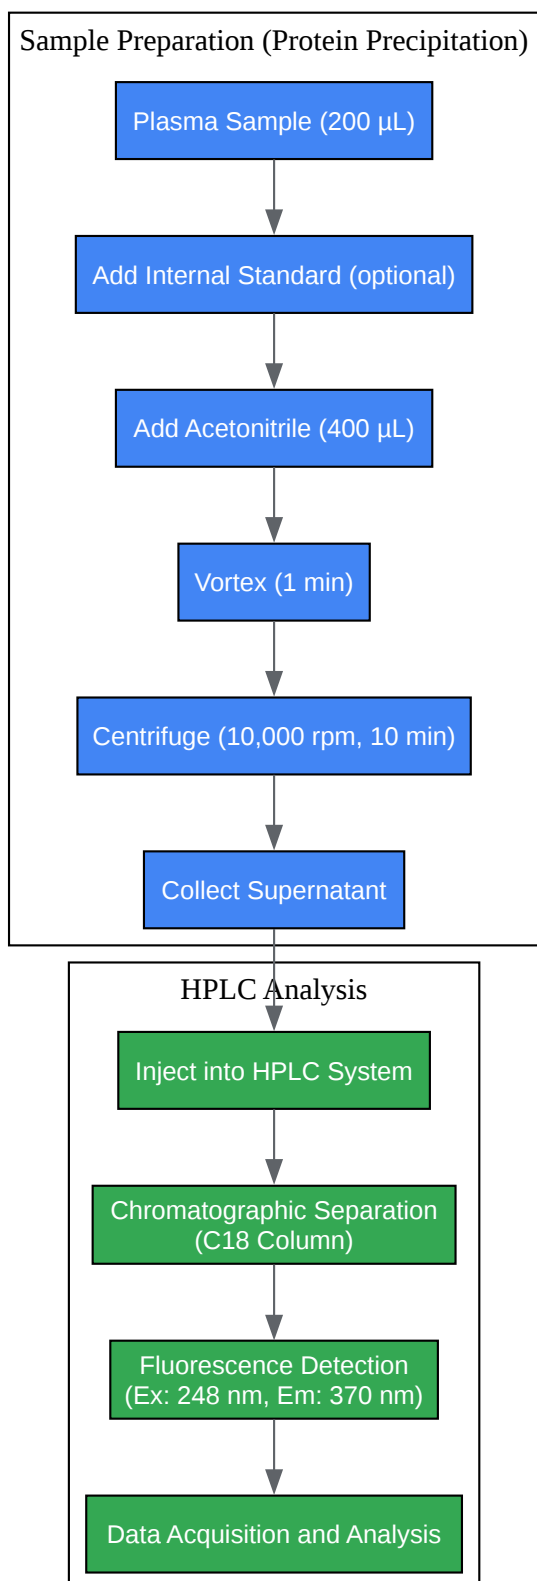 Sample Preparation (Protein Precipitation)
Plasma Sample (200 µL)
Add Internal Standard (optional)
Add Acetonitrile (400 µL)
Vortex (1 min)
Centrifuge (10,000 rpm, 10 min)
Collect Supernatant
HPLC Analysis
Inject into HPLC System
Chromatographic Separation
(C18 Column)
Fluorescence Detection
(Ex: 248 nm, Em: 370 nm)
Data Acquisition and Analysis